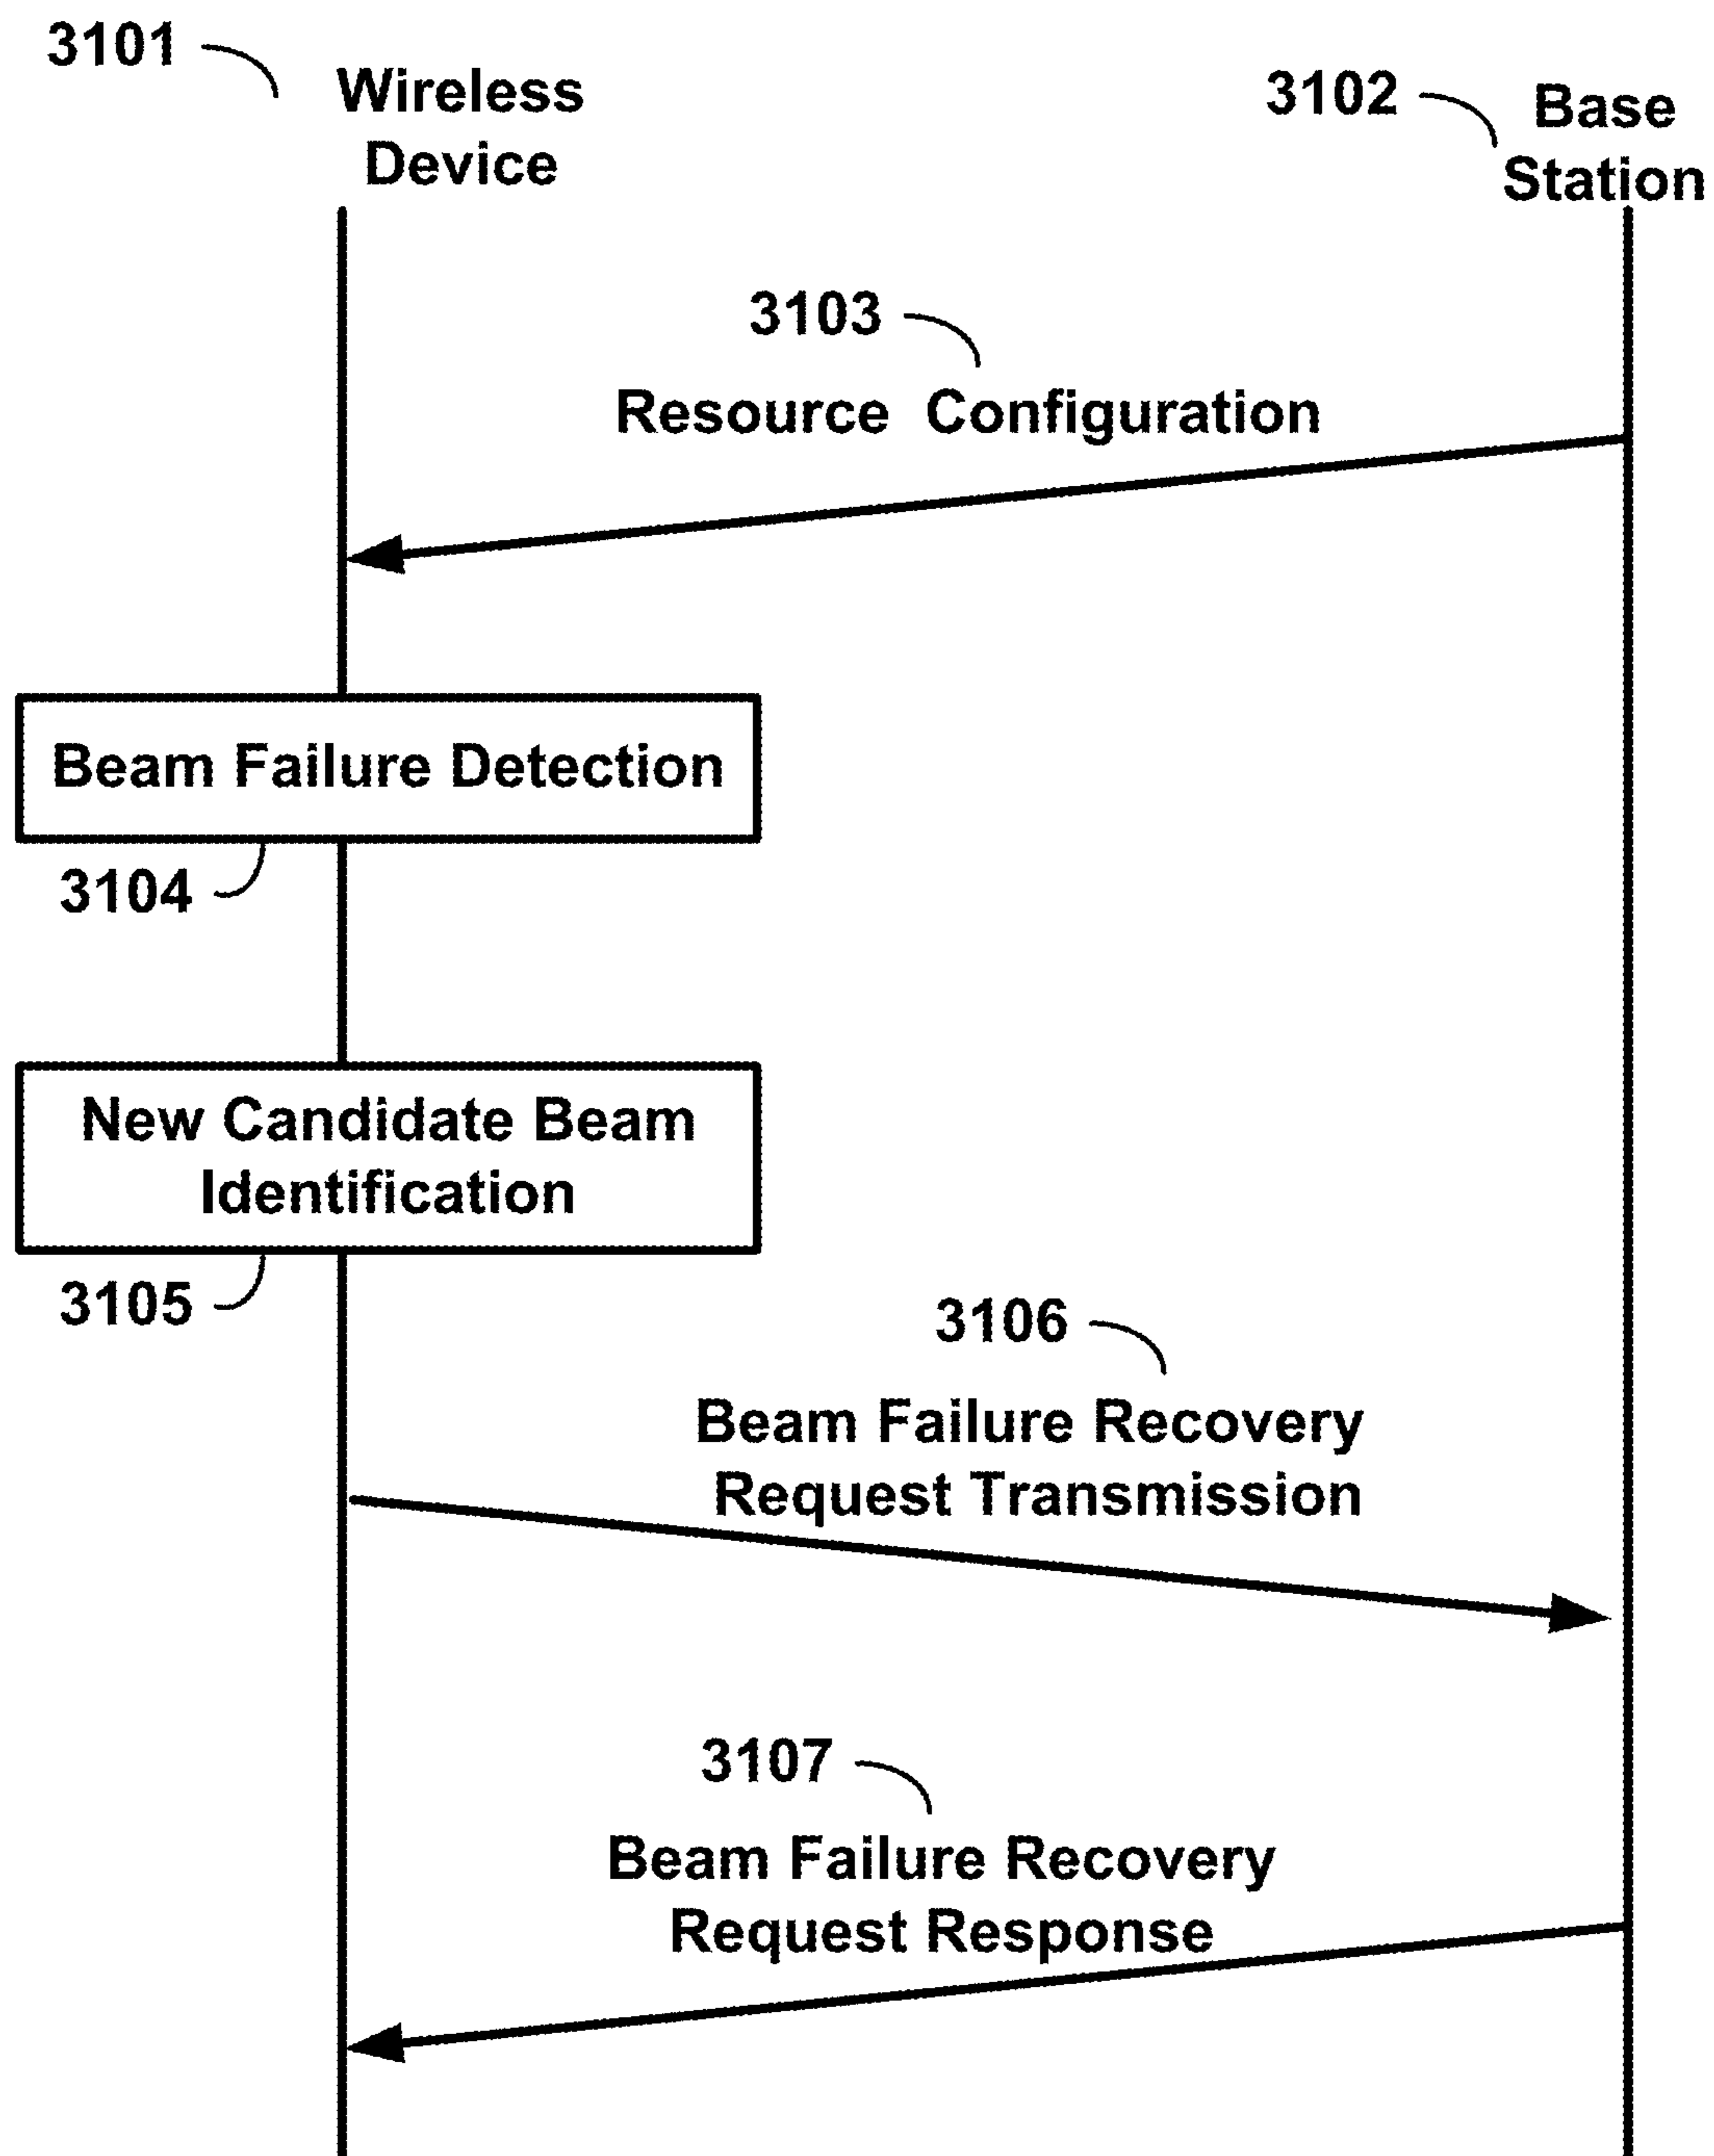 3101
Wireless
Device
3102
Base
Station
3103
Resource Configuration
Beam Failure Detection
3104
New Candidate Beam
Identification
3105
3106
Beam Failure Recovery
Request Transmission
3107
Beam Failure Recovery
Request Response